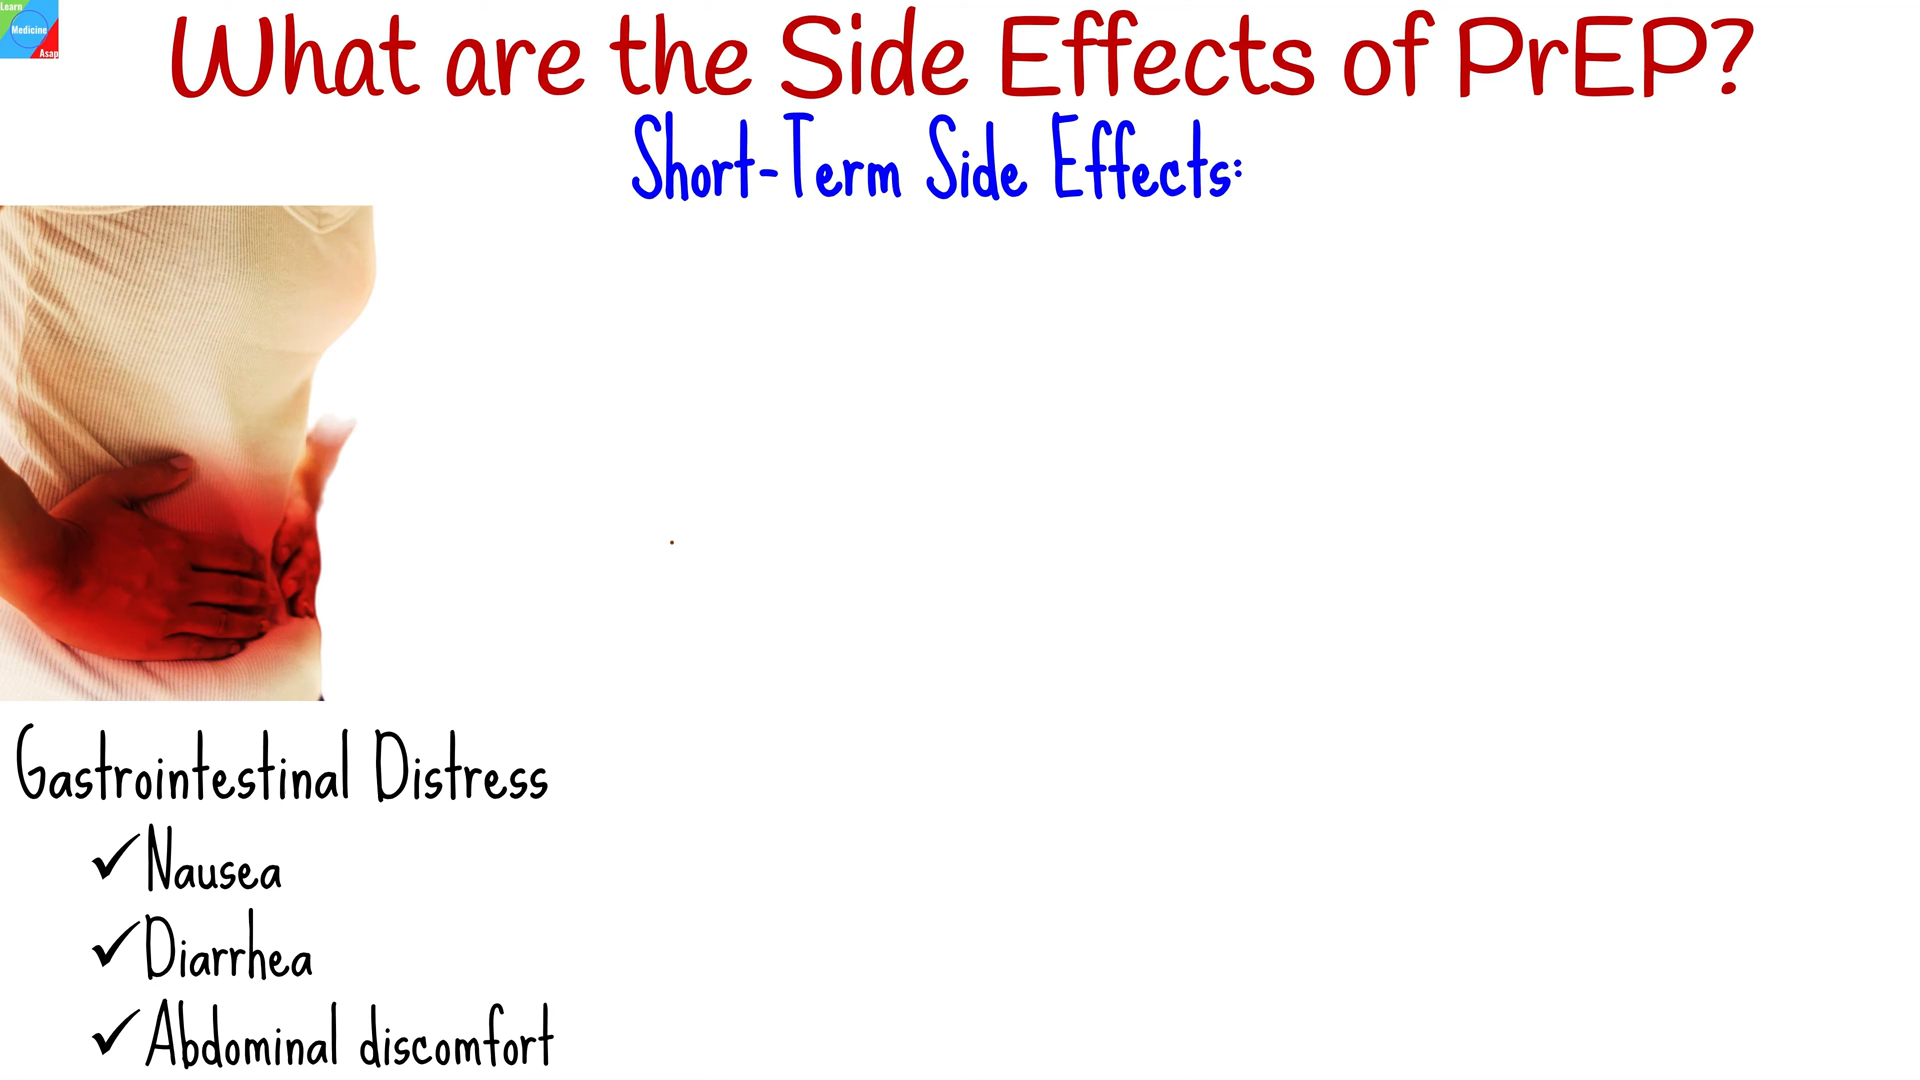 Learn
Medicine
Asap
What are the Side Effects of PrEP?
Short-Term Side Effects:
Gastrointestinal Distress
✓Nausea
✓Diarrhea
✓Abdominal discomfort